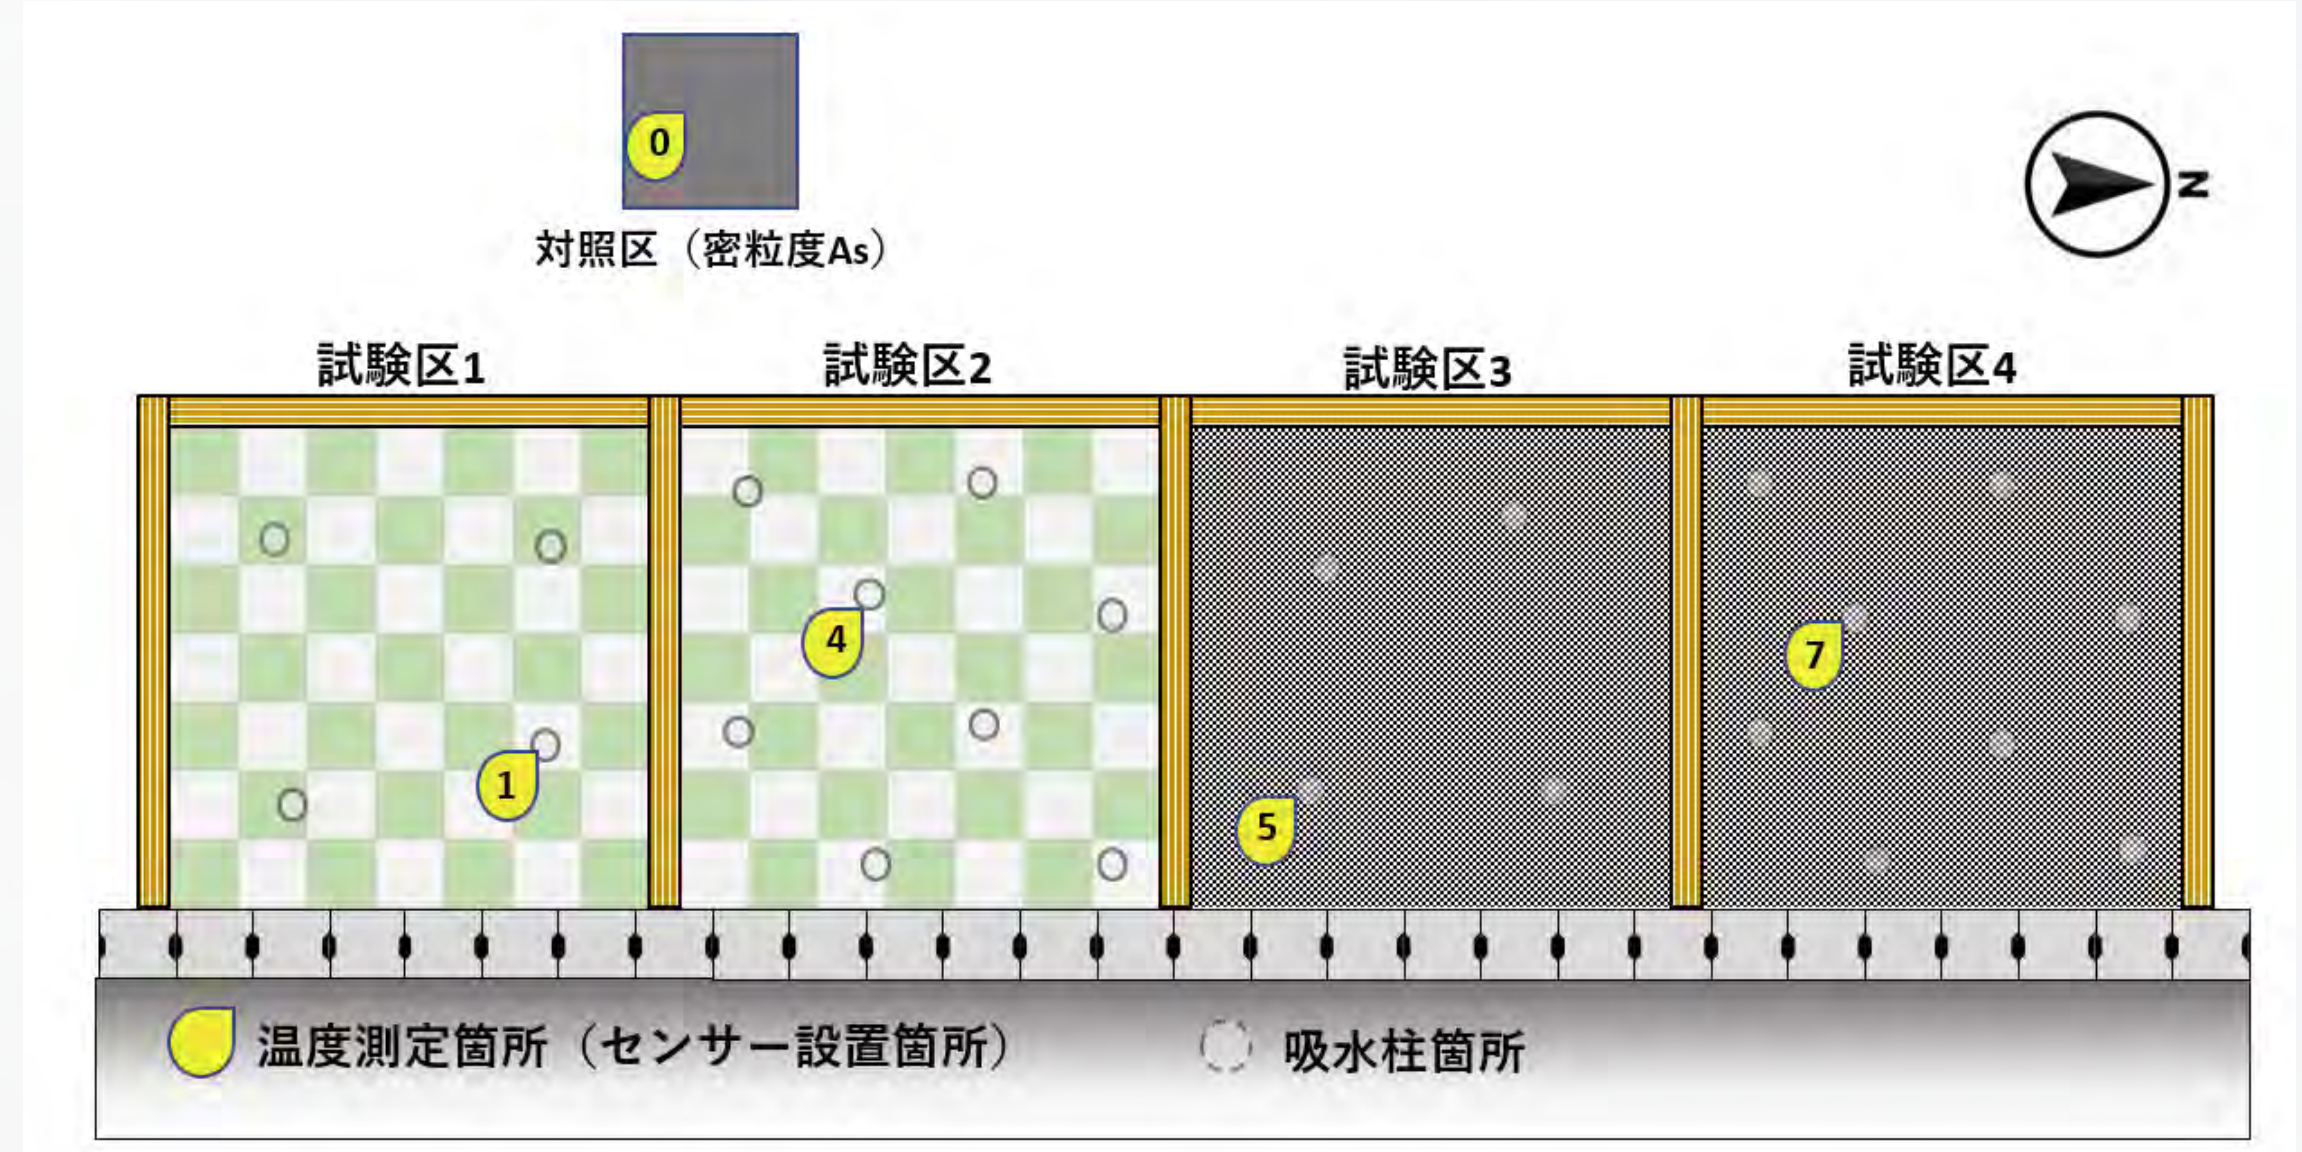 0
対照区（密粒度As）
N
試験区1
試験区2
試験区3
試験区4
4
7
1
5
温度測定箇所（センサー設置箇所）
吸水柱箇所